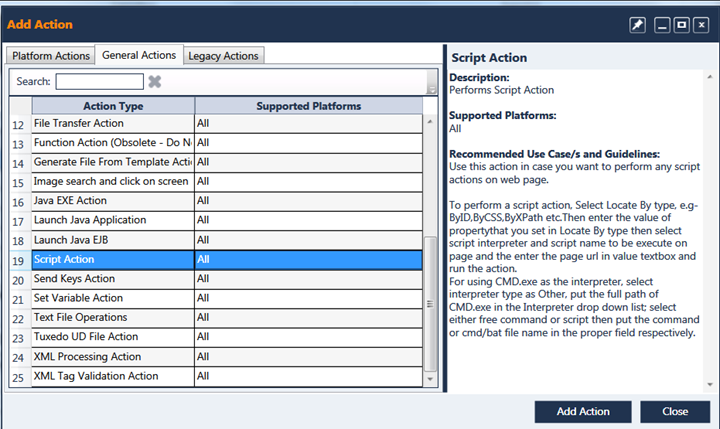 Add Action
Platform Actions General Actions Legacy Actions
Search:
Action Type Supported Platforms
12 File Transfer Action All
13 Function Action (Obsolete - Do No All
14 Generate File From Template Actic All
15 Image search and click on screen All
16 Java EXE Action All
17 Launch Java Application All
18 Launch Java EJB All
19 Script Action All
20 Send Keys Action All
21 Set Variable Action All
22 Text File Operations All
23 Tuxedo UD File Action All
24 XML Processing Action All
25 XML Tag Validation Action All
Script Action
Description:
Performs Script Action
Supported Platforms:
All
Recommended Use Case/s and Guidelines:
Use this action in case you want to perform any script
actions on web page.
To perform a script action, Select Locate By type, e.g-
ByID,ByCSS,ByXPath etc.Then enter the value of
propertythat you set in Locate By type then select
script interpreter and script name to be execute on
page and the enter the page url in value textbox and
run the action.
For using CMD.exe as the interpreter, select
interpreter type as Other, put the full path of
CMD.exe in the Interpreter drop down list; select
either free command or script then put the command
or cmd/bat file name in the proper field respectively.
Add Action Close